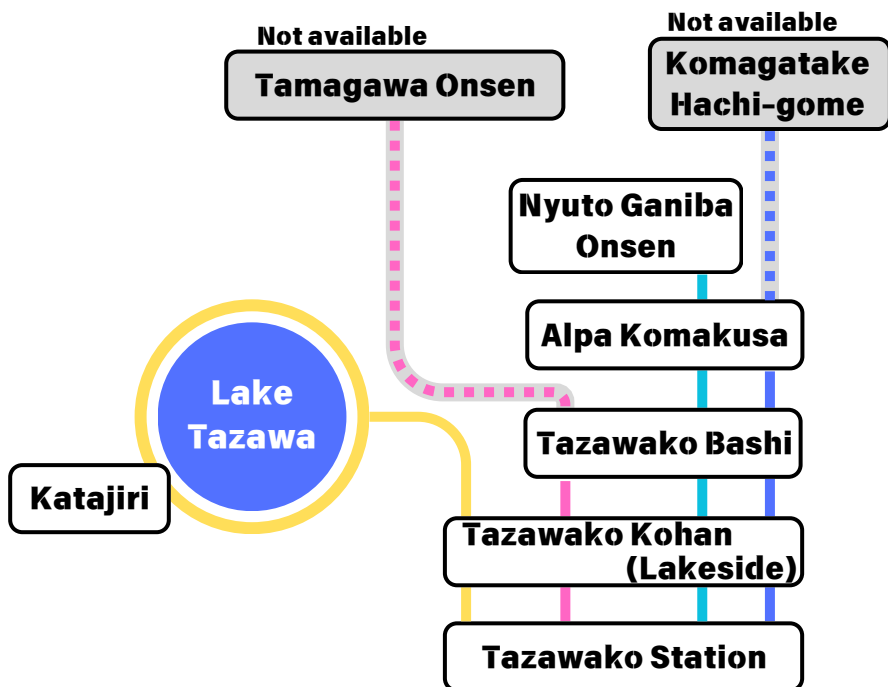 Not available
Tamagawa Onsen
Not available
Komagatake
Hachi-gome
Nyuto Ganiba
Onsen
Alpa Komakusa
Lake
Tazawa
Tazawako Bashi
Katajiri
Tazawako Kohan
(Lakeside)
Tazawako Station